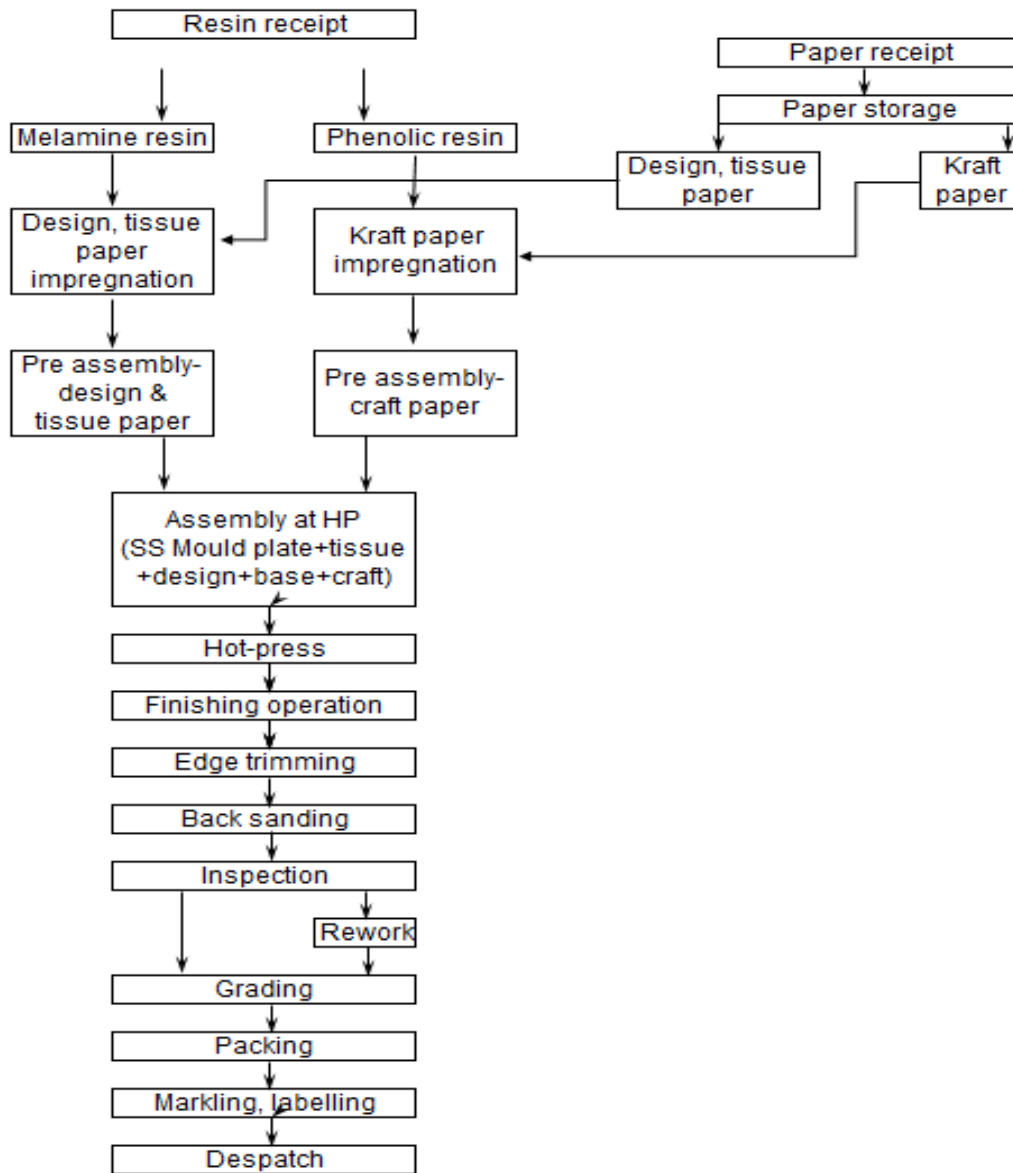 Resin receipt
Paper receipt
Paper storage
Melamine resin
Phenolic resin
Design, tissue
paper
Kraft
paper
Design, tissue
paper
impregnation
Kraft paper
impregnation
Pre assembly-
design &
tissue paper
Pre assembly-
craft paper
Assembly at HP
(SS Mould plate+tissue
+design+base+craft)
Hot-press
Finishing operation
Edge trimming
Back sanding
Inspection
Rework
Grading
Packing
Markling, labelling
Despatch